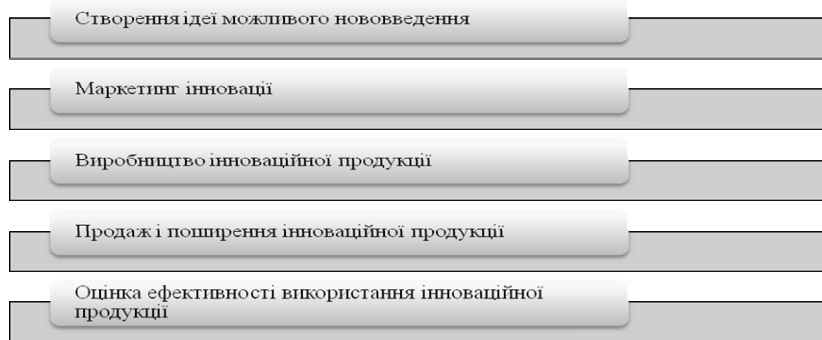 Створення ідеї можливого нововведення
Маркетинг інновації
Виробництво інноваційної продукції
Продаж і поширення інноваційної продукції
Оцінка ефективності використання інноваційної
продукції